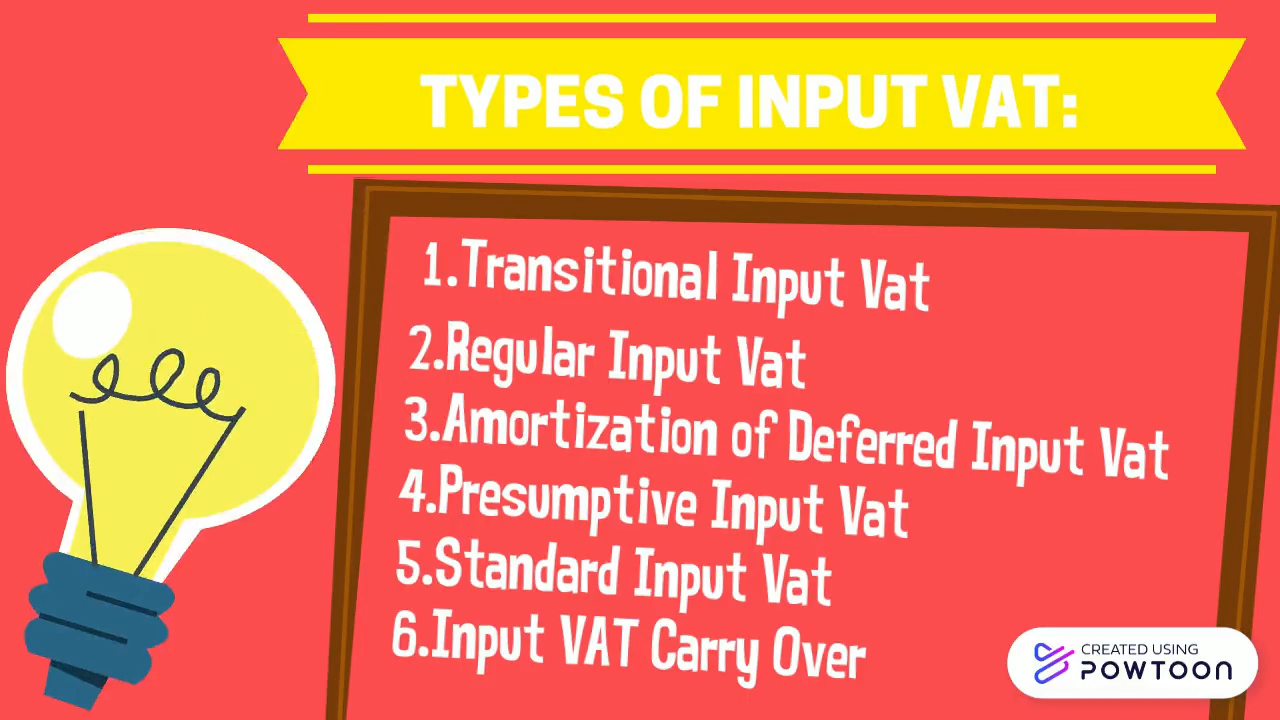 TYPES OF INPUT VAT:
1.Transitional Input Vat
2.Regular Input Vat
3.Amortization of Deferred Input Vat
4.Presumptive Input Vat
5.Standard Input Vat
6.Input VAT Carry Over
CREATED USING
POWTOON